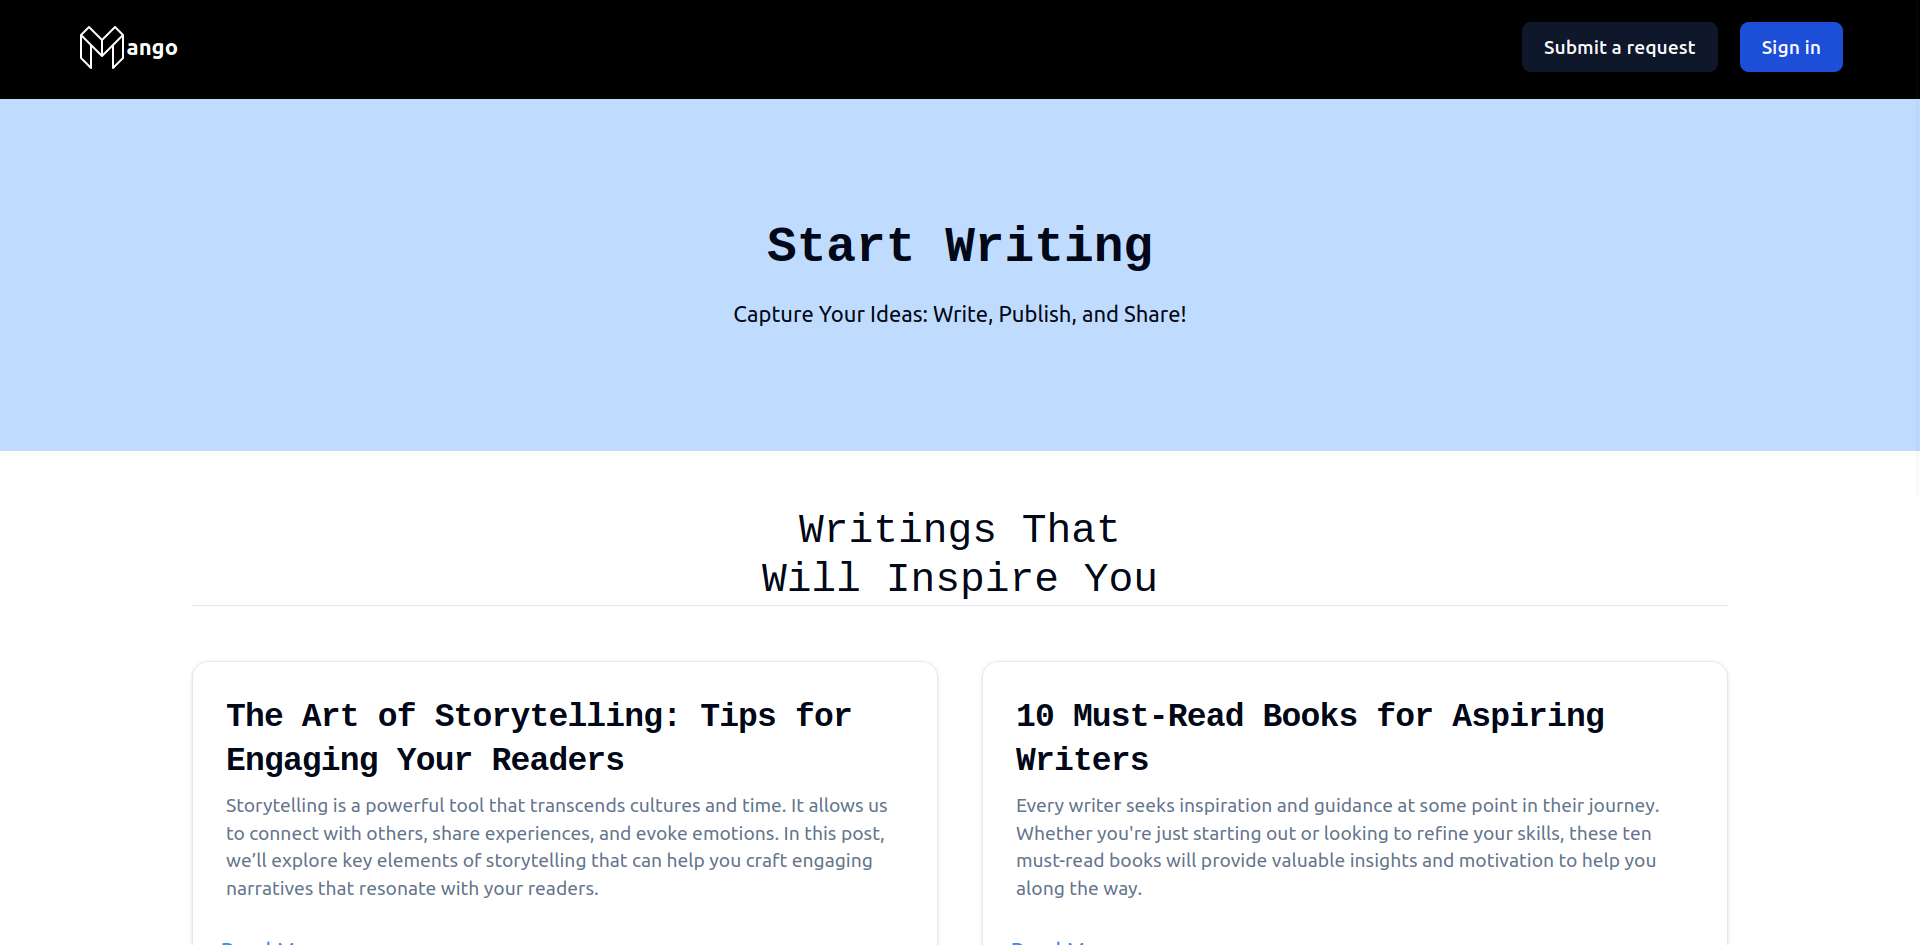 Mango
Submit a request
Sign in
Start Writing
Capture Your Ideas: Write, Publish, and Share!
Writings That
Will Inspire You
The Art of Storytelling: Tips for
Engaging Your Readers
Storytelling is a powerful tool that transcends cultures and time. It allows us
to connect with others, share experiences, and evoke emotions. In this post,
we’ll explore key elements of storytelling that can help you craft engaging
narratives that resonate with your readers.
10 Must-Read Books for Aspiring
Writers
Every writer seeks inspiration and guidance at some point in their journey.
Whether you're just starting out or looking to refine your skills, these ten
must-read books will provide valuable insights and motivation to help you
along the way.